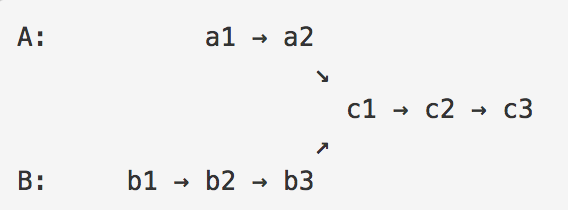 A: a1 → a2
↘
c1 → c2 → c3
↗
B: b1 → b2 → b3